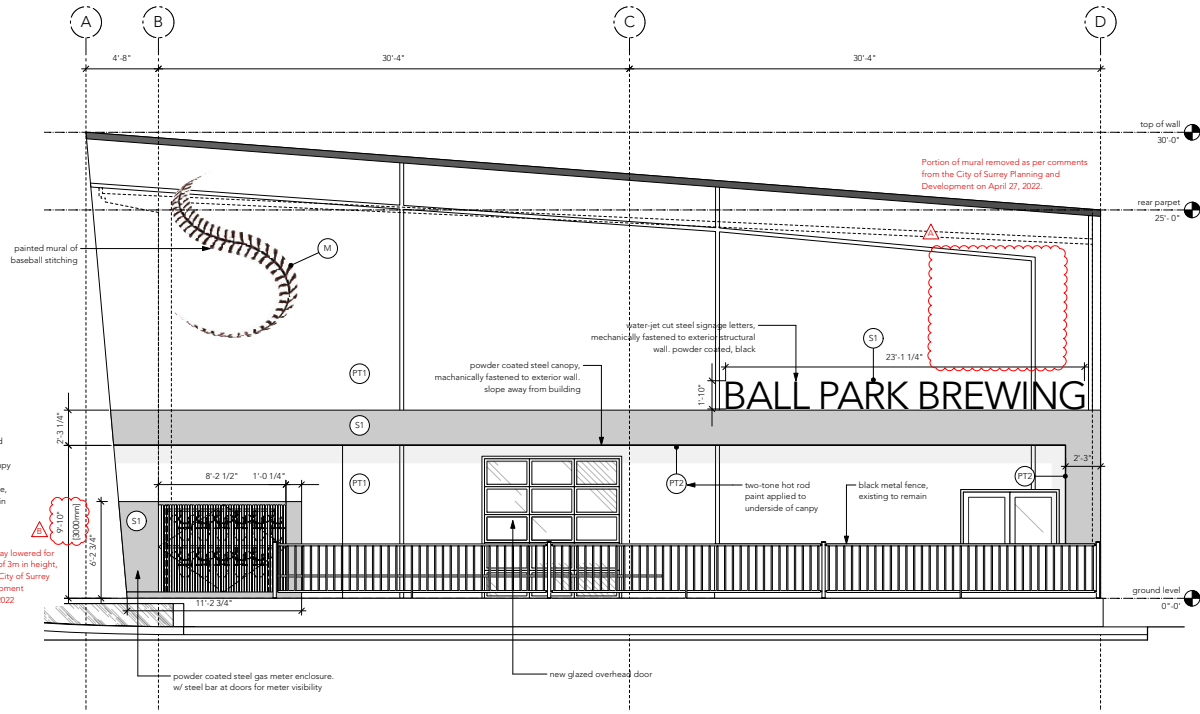 A
B
C
D
4'-8"
30'-4"
30'-4"
top of wall
30'-0"
Portion of mural removed as per comments
from the City of Surrey Planning and
Development on April 27, 2022.
rear parpet
25'- 0"
A
painted mural of
baseball stitching
M
water-jet cut steel signage letters,
mechanically fastened to exterior structural
wall. powder coated, black
S1
23'-1 1/4"
powder coated steel canopy,
machanically fastened to exterior wall.
slope away from building
PT1
1'-10"
BALL PARK BREWING
2'-3 1/4"
S1
2'-3"
8'-2 1/2"
1'-0 1/4"
PT1
PT2
PT2
two-tone hot rod
paint applied to
underside of canpy
black metal fence,
existing to remain
S1
B
9'-10"
[3000mm]
6'-2 3/4"
ay lowered for
of 3m in height,
City of Surrey
opment
2022
11'-2 3/4"
ground level
0"-0'
powder coated steel gas meter enclosure.
w/ steel bar at doors for meter visibility
new glazed overhead door